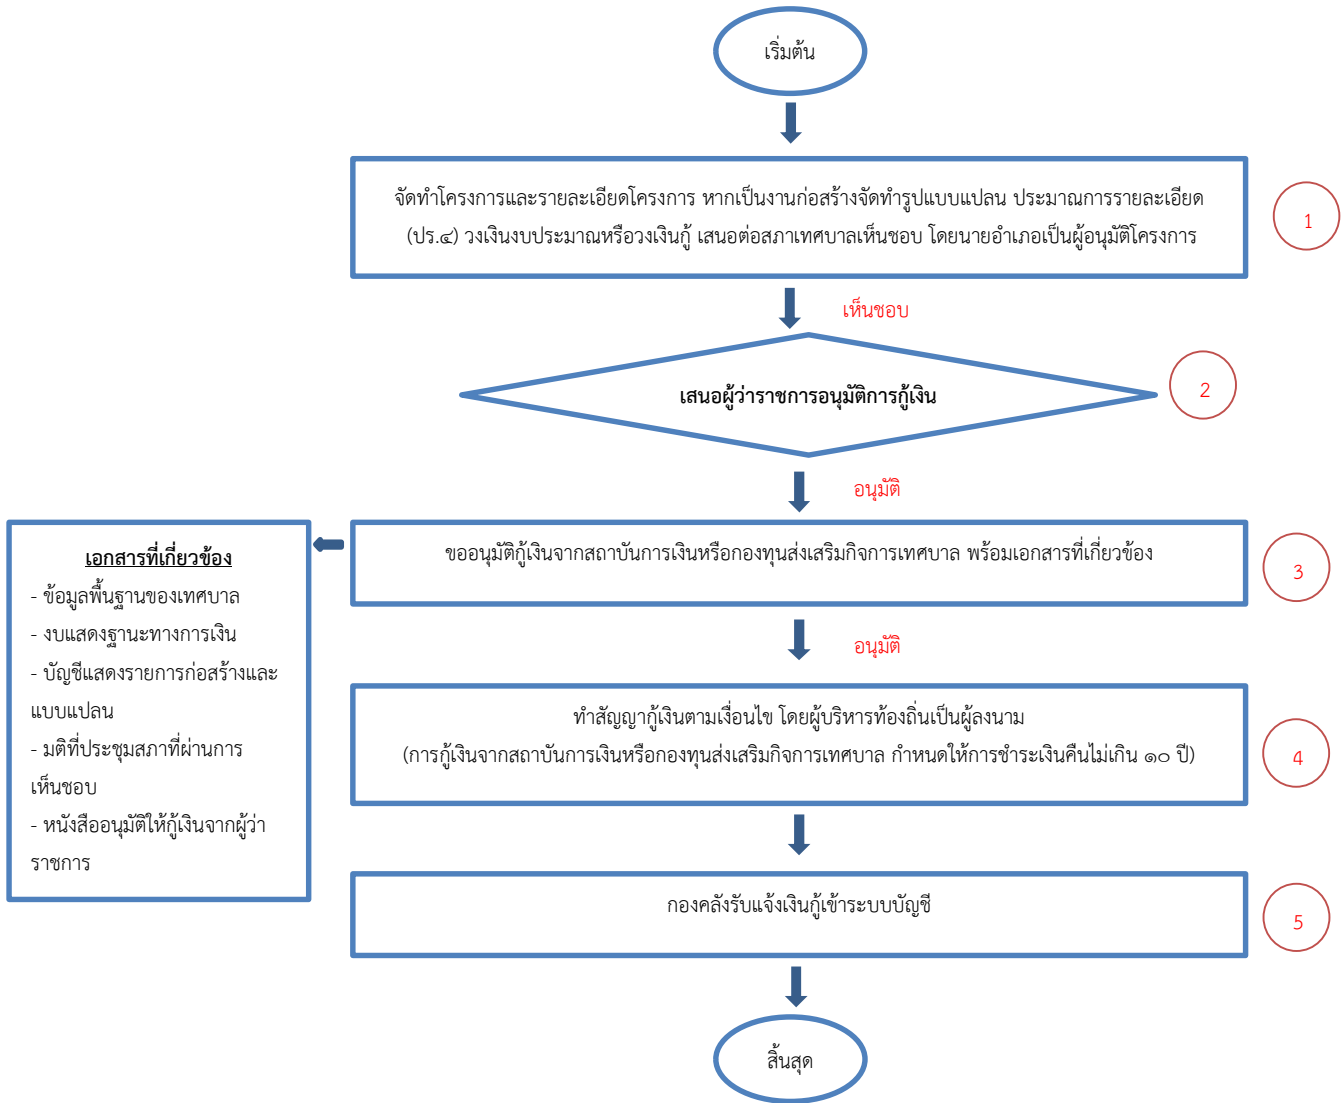 เริ่มต้น
จัดทำโครงการและรายละเอียดโครงการ หากเป็นงานก่อสร้างจัดทำรูปแบบแปลน ประมาณการรายละเอียด
(ปร.๔) วงเงินงบประมาณหรือวงเงินกู้ เสนอต่อสภาเทศบาลเห็นชอบ โดยนายอำเภอเป็นผู้อนุมัติโครงการ
1
เห็นชอบ
เสนอผู้ว่าราชการอนุมัติการกู้เงิน
2
อนุมัติ
ขออนุมัติกู้เงินจากสถาบันการเงินหรือกองทุนส่งเสริมกิจการเทศบาล พร้อมเอกสารที่เกี่ยวข้อง
3
เอกสารที่เกี่ยวข้อง
- ข้อมูลพื้นฐานของเทศบาล
- งบแสดงฐานะทางการเงิน
- บัญชีแสดงรายการก่อสร้างและ
แบบแปลน
- มติที่ประชุมสภาที่ผ่านการ
เห็นชอบ
- หนังสืออนุมัติให้กู้เงินจากผู้ว่า
ราชการ
อนุมัติ
ทำสัญญากู้เงินตามเงื่อนไข โดยผู้บริหารท้องถิ่นเป็นผู้ลงนาม
(การกู้เงินจากสถาบันการเงินหรือกองทุนส่งเสริมกิจการเทศบาล กำหนดให้การชำระเงินคืนไม่เกิน ๑๐ ปี)
4
กองคลังรับแจ้งเงินกู้เข้าระบบบัญชี
5
สิ้นสุด